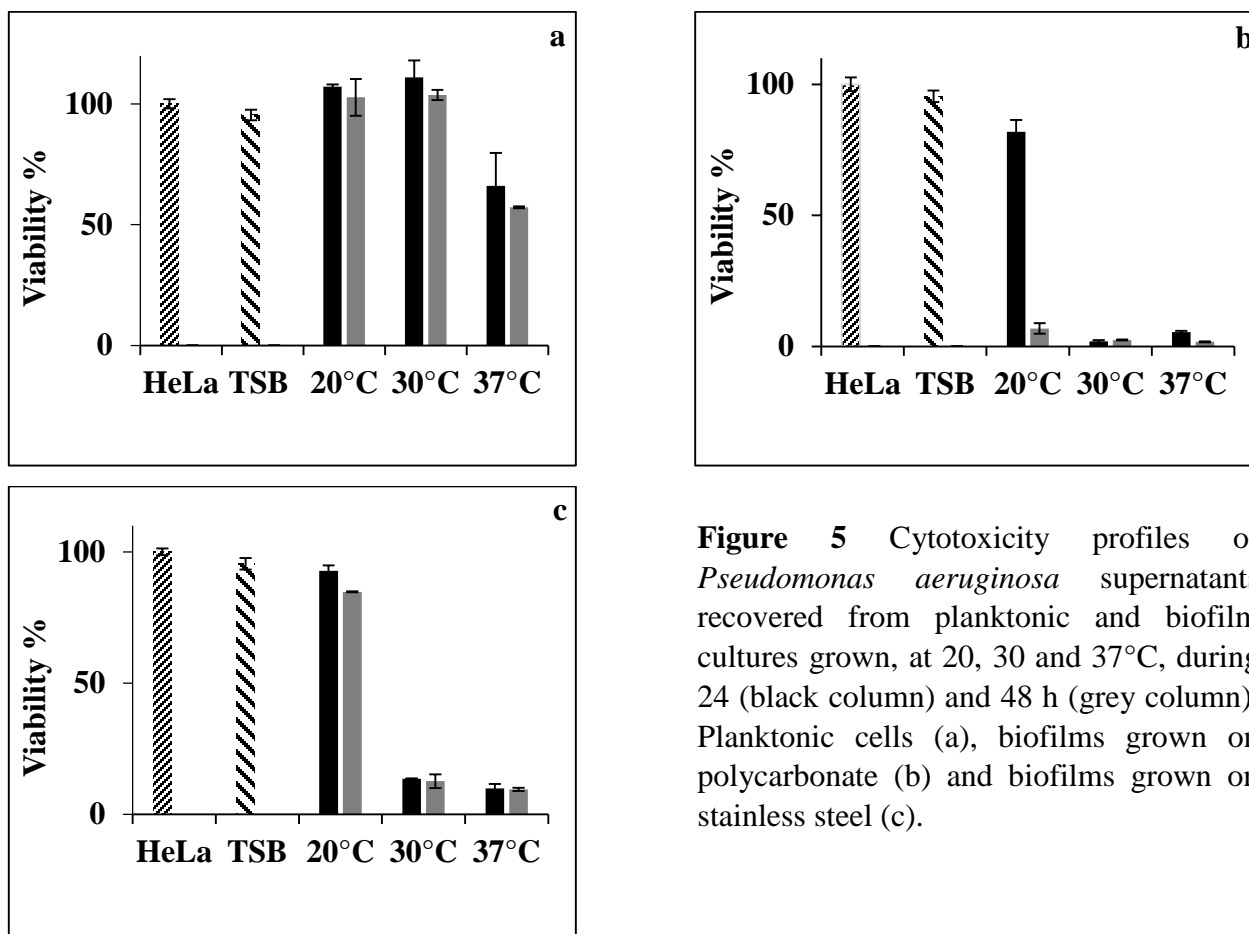 a
100
50
0
Viability %
HeLa TSB 20°C 30°C 37°C
b
100
50
0
Viability %
HeLa TSB 20°C 30°C 37°C
c
100
50
0
Viability %
HeLa TSB 20°C 30°C 37°C
Figure 5 Cytotoxicity profiles o
Pseudomonas aeruginosa supernatants
recovered from planktonic and biofilm
cultures grown, at 20, 30 and 37°C, during
24 (black column) and 48 h (grey column)
Planktonic cells (a), biofilms grown on
polycarbonate (b) and biofilms grown on
stainless steel (c).